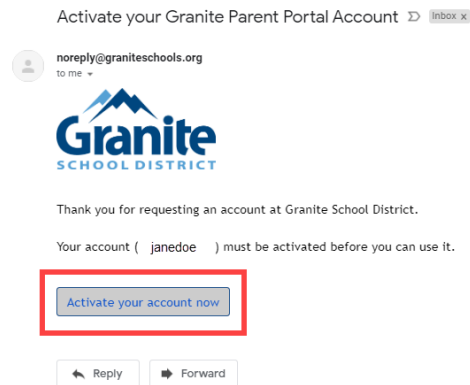 Activate your Granite Parent Portal Account Inbox x
noreply@graniteschools.org
to me
Granite
SCHOOL DISTRICT
Thank you for requesting an account at Granite School District.
Your account ( janedoe ) must be activated before you can use it.
Activate your account now
Reply Forward